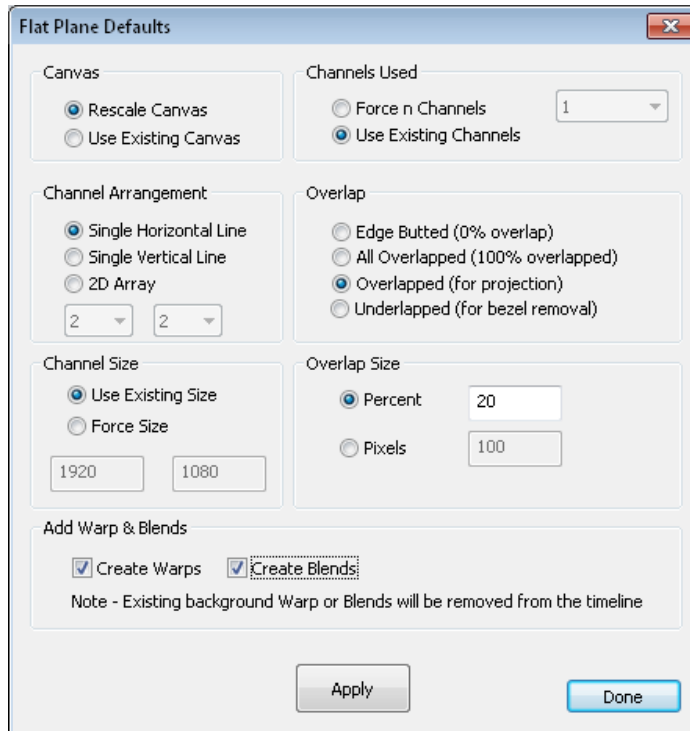 Flat Plane Defaults
Canvas
Rescale Canvas
Use Existing Canvas
Channels Used
Force n Channels
1
Use Existing Channels
Channel Arrangement
Single Horizontal Line
Single Vertical Line
2D Array
2 2
Overlap
Edge Butted (0% overlap)
All Overlapped (100% overlapped)
Overlapped (for projection)
Underlapped (for bezel removal)
Channel Size
Use Existing Size
Force Size
1920 1080
Overlap Size
Percent 20
Pixels 100
Add Warp & Blends
Create Warps Create Blends
Note - Existing background Warp or Blends will be removed from the timeline
Apply
Done